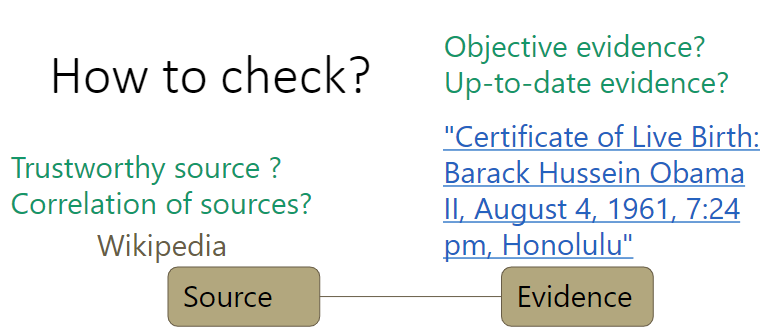 How to check?
Objective evidence?
Up-to-date evidence?
"Certificate of Live Birth:
Barack Hussein Obama
II, August 4, 1961, 7:24
pm, Honolulu"
Trustworthy source ?
Correlation of sources?
Wikipedia
Source
Evidence